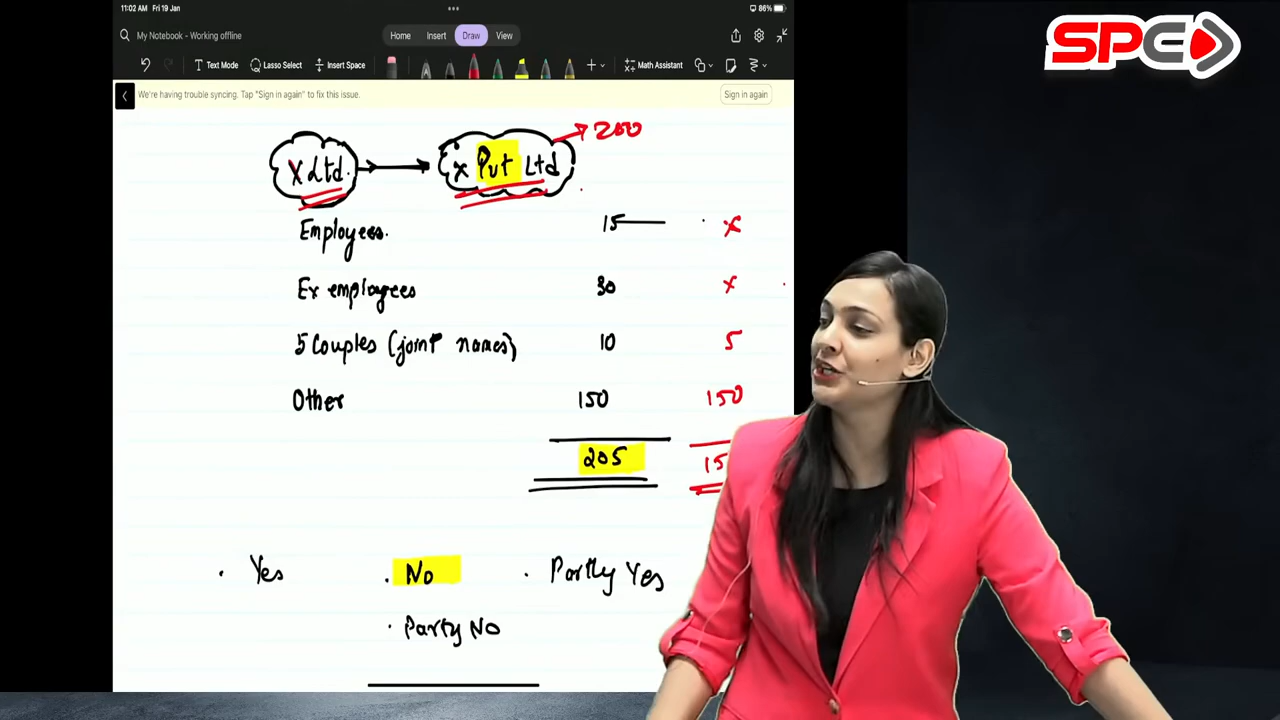 11:02 AM Fri 19 Jan
86%
SPE
My Notebook - Working offline
Home Insert Draw View
Text Mode Lasso Select Insert Space Math Assistant
We're having trouble syncing. Tap "Sign in again" to fix this issue. Sign in again
X Ltd. x Pvt Ltd 200
Employees. 15 x
Ex employees 30 x
5 Couples (joint names) 10 5
Other 150 150
205 15
. Yes . No . Partly Yes
. Party No